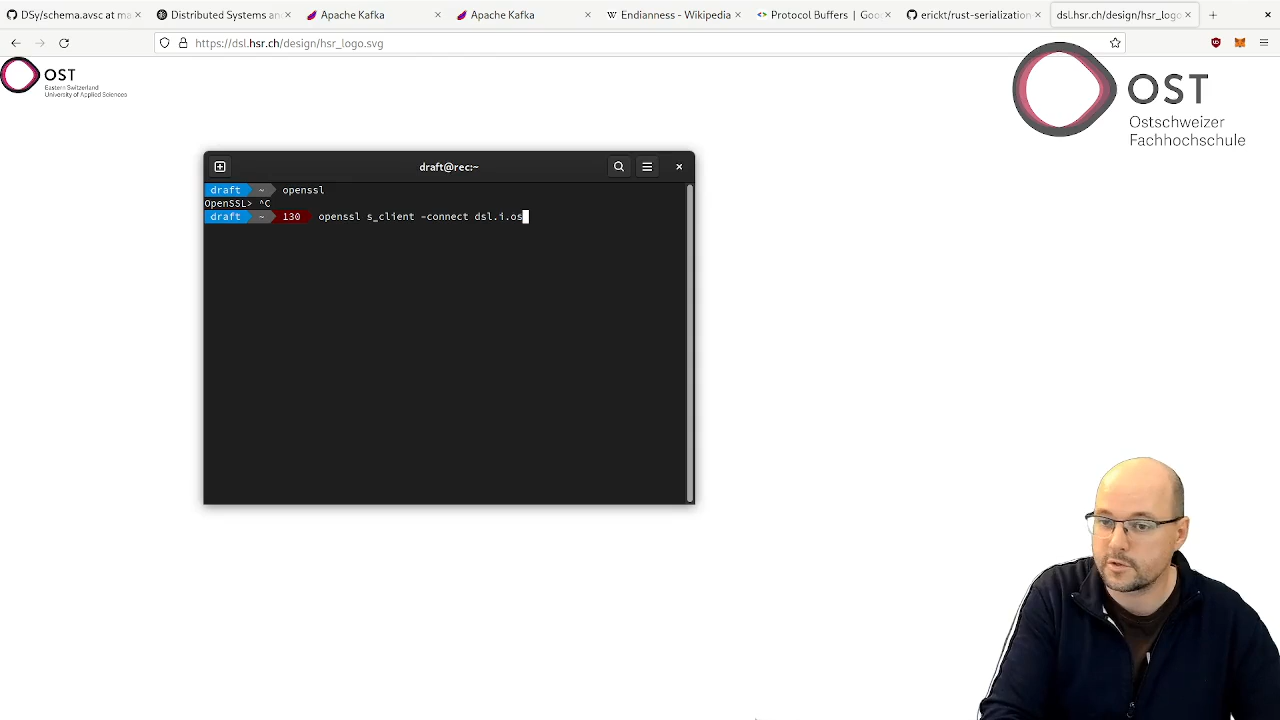 DSy/schema.avsc at ma
Distributed Systems an
Apache Kafka
Apache Kafka
Endianness - Wikipedia
Protocol Buffers | Goo
erickt/rust-serialization
dsl.hsr.ch/design/hsr_logo
https://dsl.hsr.ch/design/hsr_logo.svg
OST
Eastern Switzerland
University of Applied Sciences
OST
Ostschweizer
Fachhochschule
draft@rec:~
draft ~ openssl
OpenSSL> ^C
draft ~ 130 openssl s_client -connect dsl.i.os